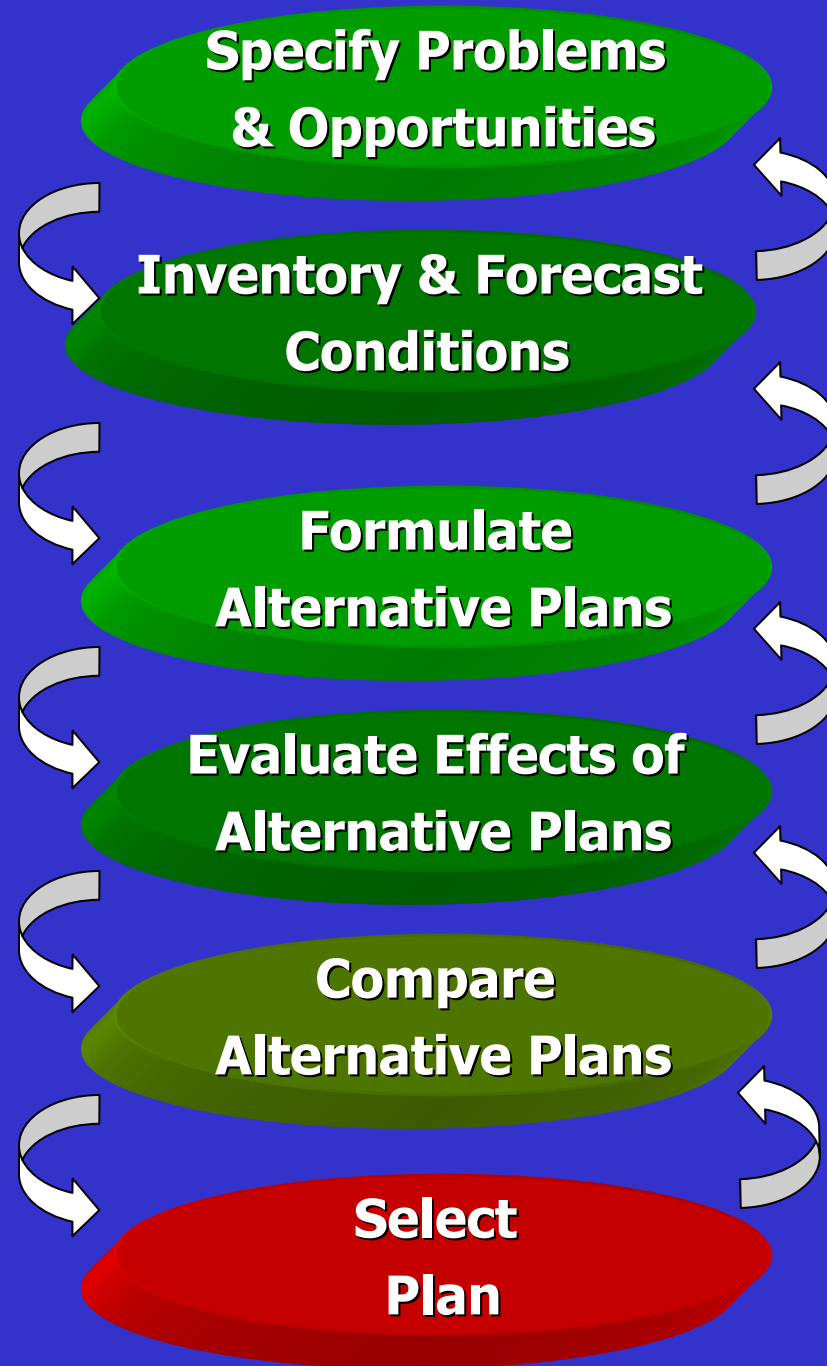 Specify Problems
& Opportunities
Inventory & Forecast
Conditions
Formulate
Alternative Plans
Evaluate Effects of
Alternative Plans
Compare
Alternative Plans
Select
Plan